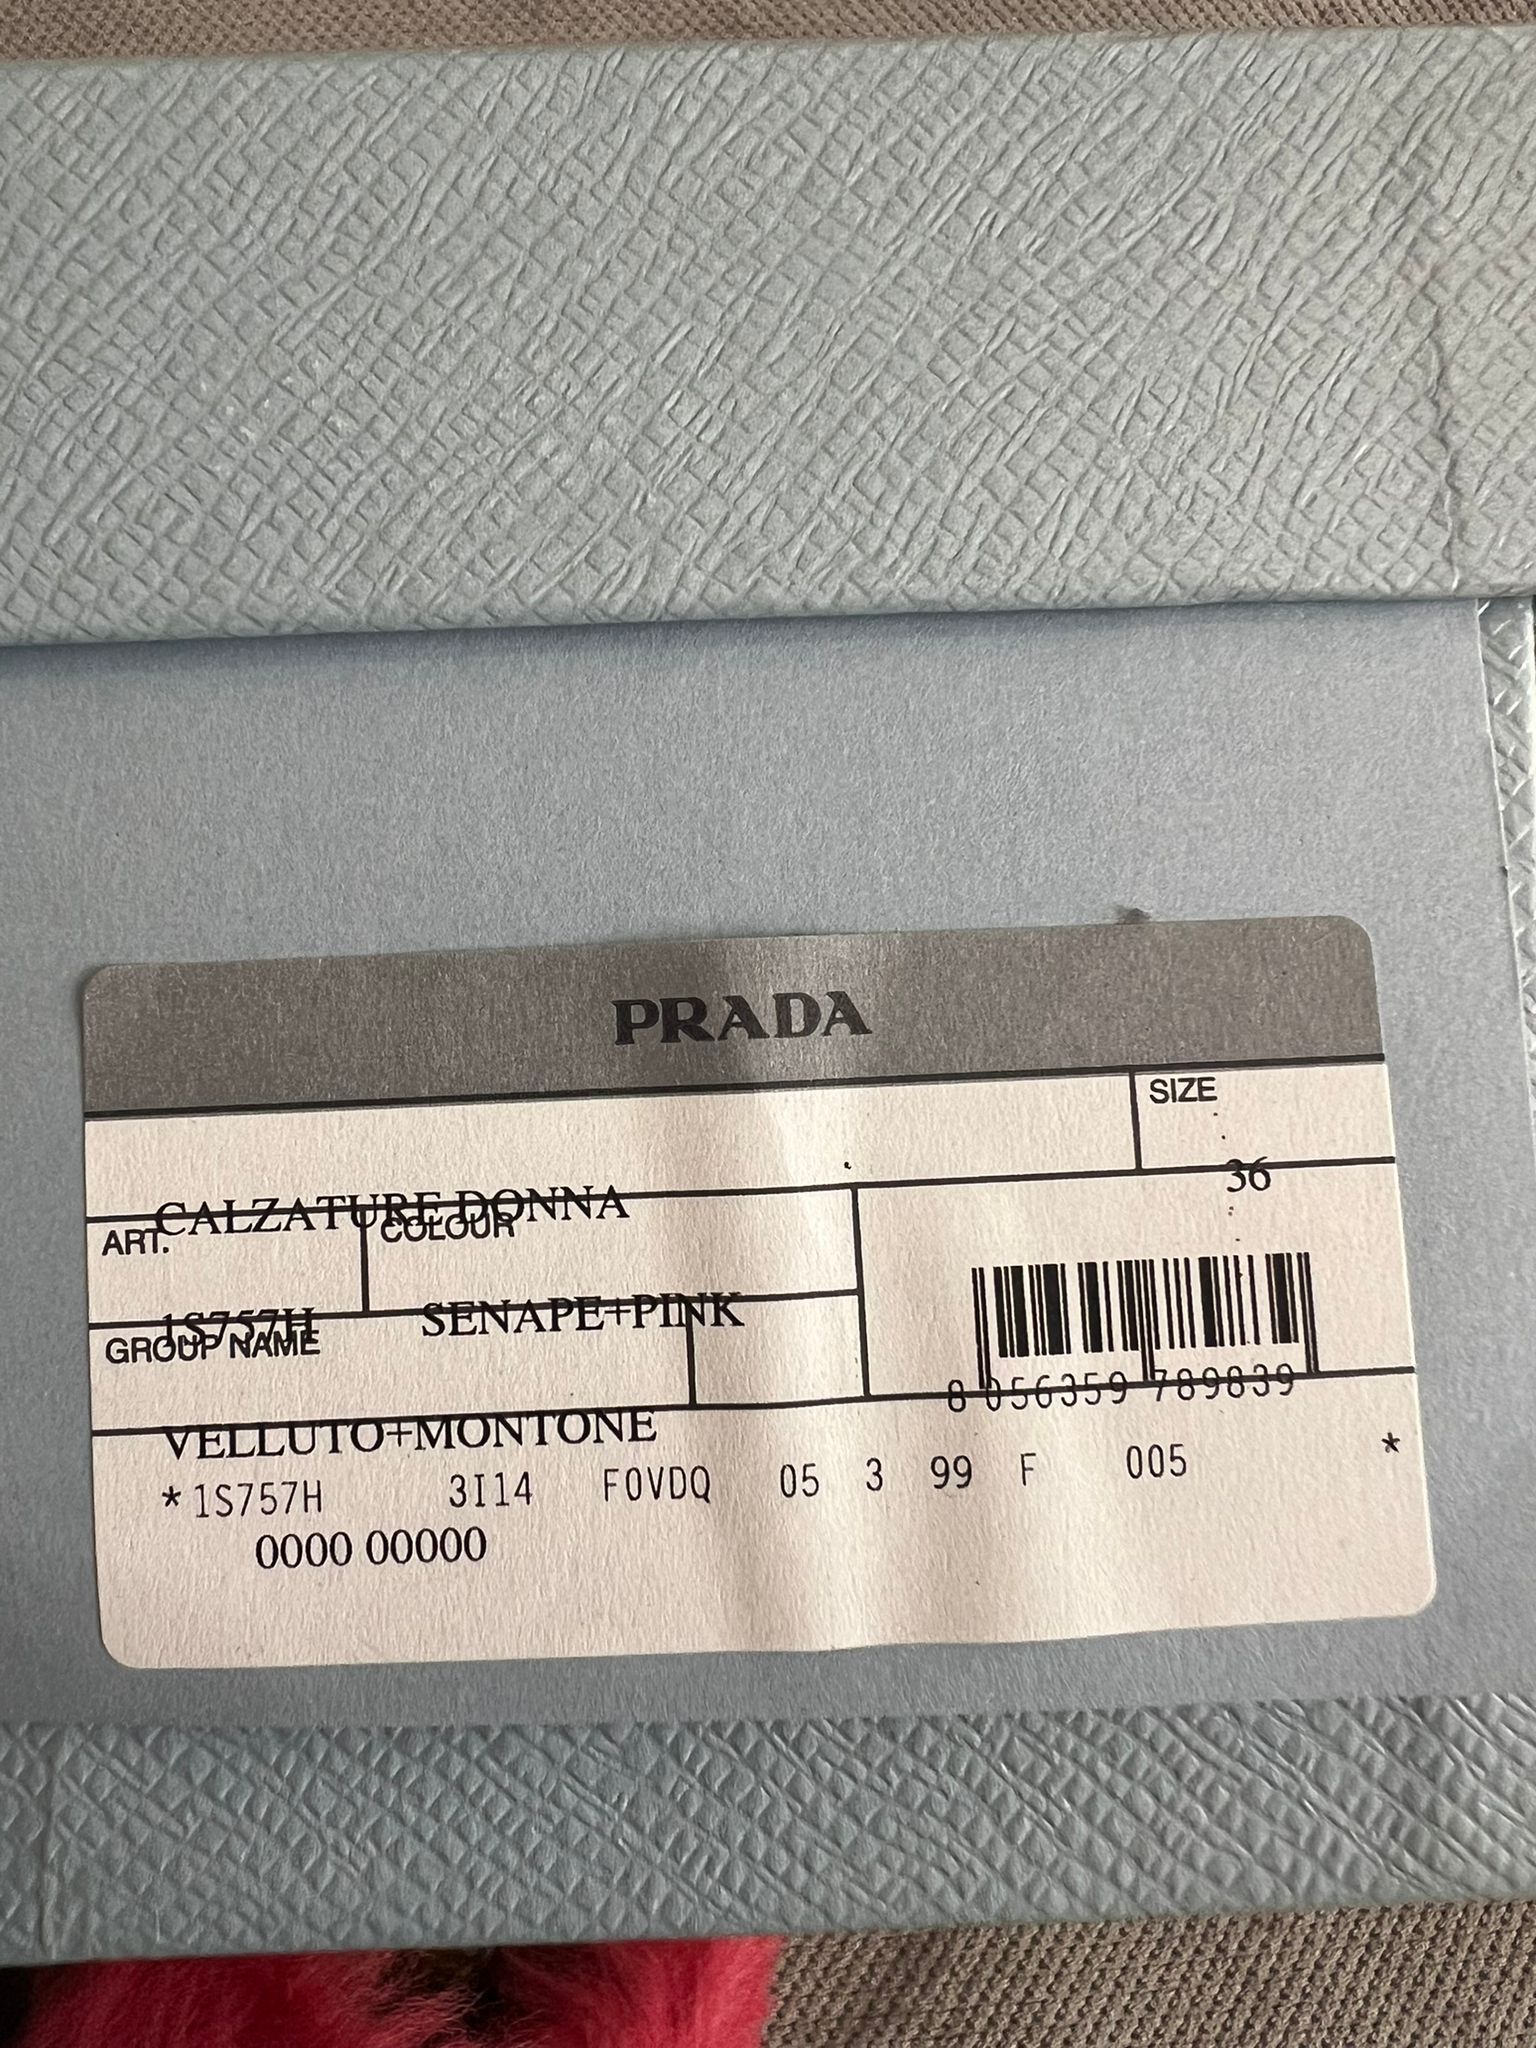 PRADA
SIZE
36
CALZATURE DONNA
ART. COLOUR
1S757H SENAPE+PINK
GROUP NAME
8 056359 789839
VELLUTO+MONTONE
*1S757H 3I14 F0VDQ 05 3 99 F 005 *
0000 00000